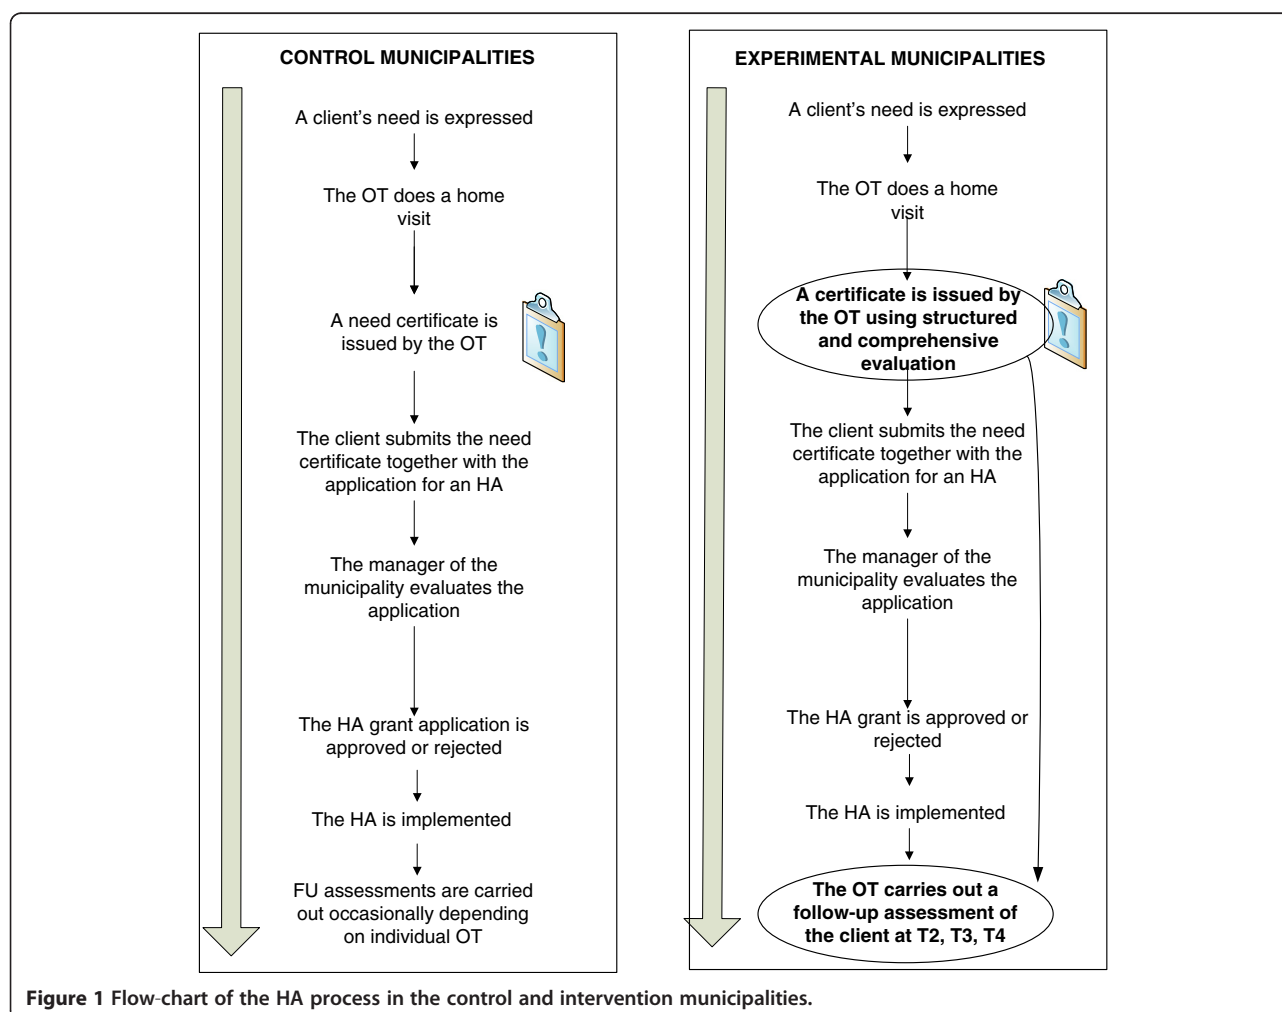 CONTROL MUNICIPALITIES
A client's need is expressed
The OT does a home
visit
A need certificate is
issued by the OT
The client submits the need
certificate together with the
application for an HA
The manager of the
municipality evaluates the
application
The HA grant application is
approved or rejected
The HA is implemented
FU assessments are carried
out occasionally depending
on individual OT
EXPERIMENTAL MUNICIPALITIES
A client's need is expressed
The OT does a home
visit
A certificate is issued by
the OT using structured
and comprehensive
evaluation
The client submits the need
certificate together with the
application for an HA
The manager of the
municipality evaluates the
application
The HA grant is approved or
rejected
The HA is implemented
The OT carries out a
follow-up assessment of
the client at T2, T3, T4
Figure 1 Flow-chart of the HA process in the control and intervention municipalities.